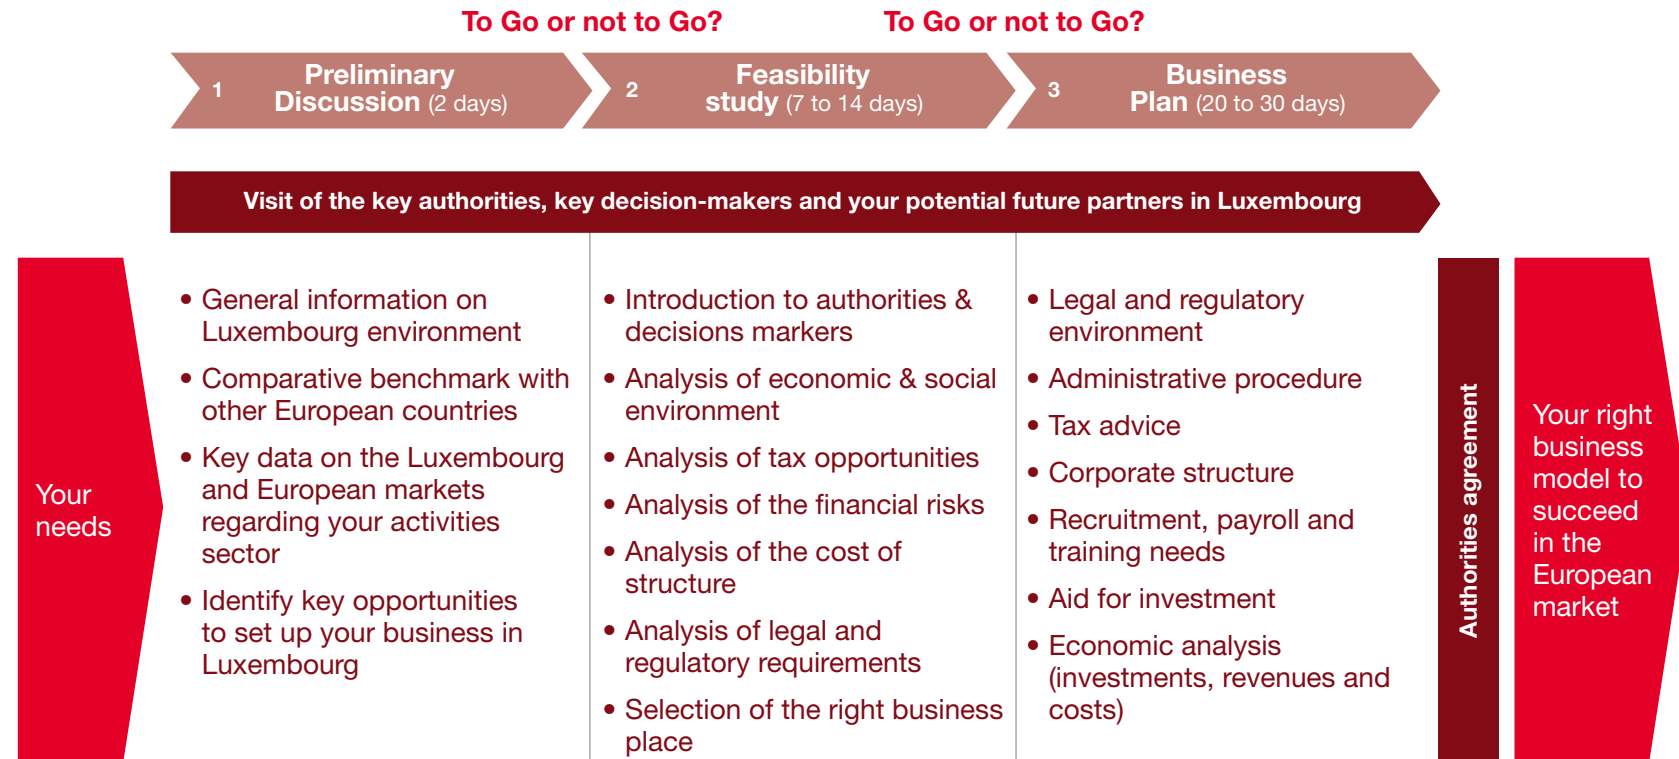 To Go or not to Go?
To Go or not to Go?
1
Preliminary
Discussion (2 days)
2
Feasibility
study (7 to 14 days)
3
Business
Plan (20 to 30 days)
Visit of the key authorities, key decision-makers and your potential future partners in Luxembourg
Your
needs
• General information on
Luxembourg environment
• Comparative benchmark with
other European countries
• Key data on the Luxembourg
and European markets
regarding your activities
sector
• Identify key opportunities
to set up your business in
Luxembourg
• Introduction to authorities &
decisions markers
• Analysis of economic & social
environment
• Analysis of tax opportunities
• Analysis of the financial risks
• Analysis of the cost of
structure
• Analysis of legal and
regulatory requirements
• Selection of the right business
place
• Legal and regulatory
environment
• Administrative procedure
• Tax advice
• Corporate structure
• Recruitment, payroll and
training needs
• Aid for investment
• Economic analysis
(investments, revenues and
costs)
Authorities agreement
Your right
business
model to
succeed
in the
European
market